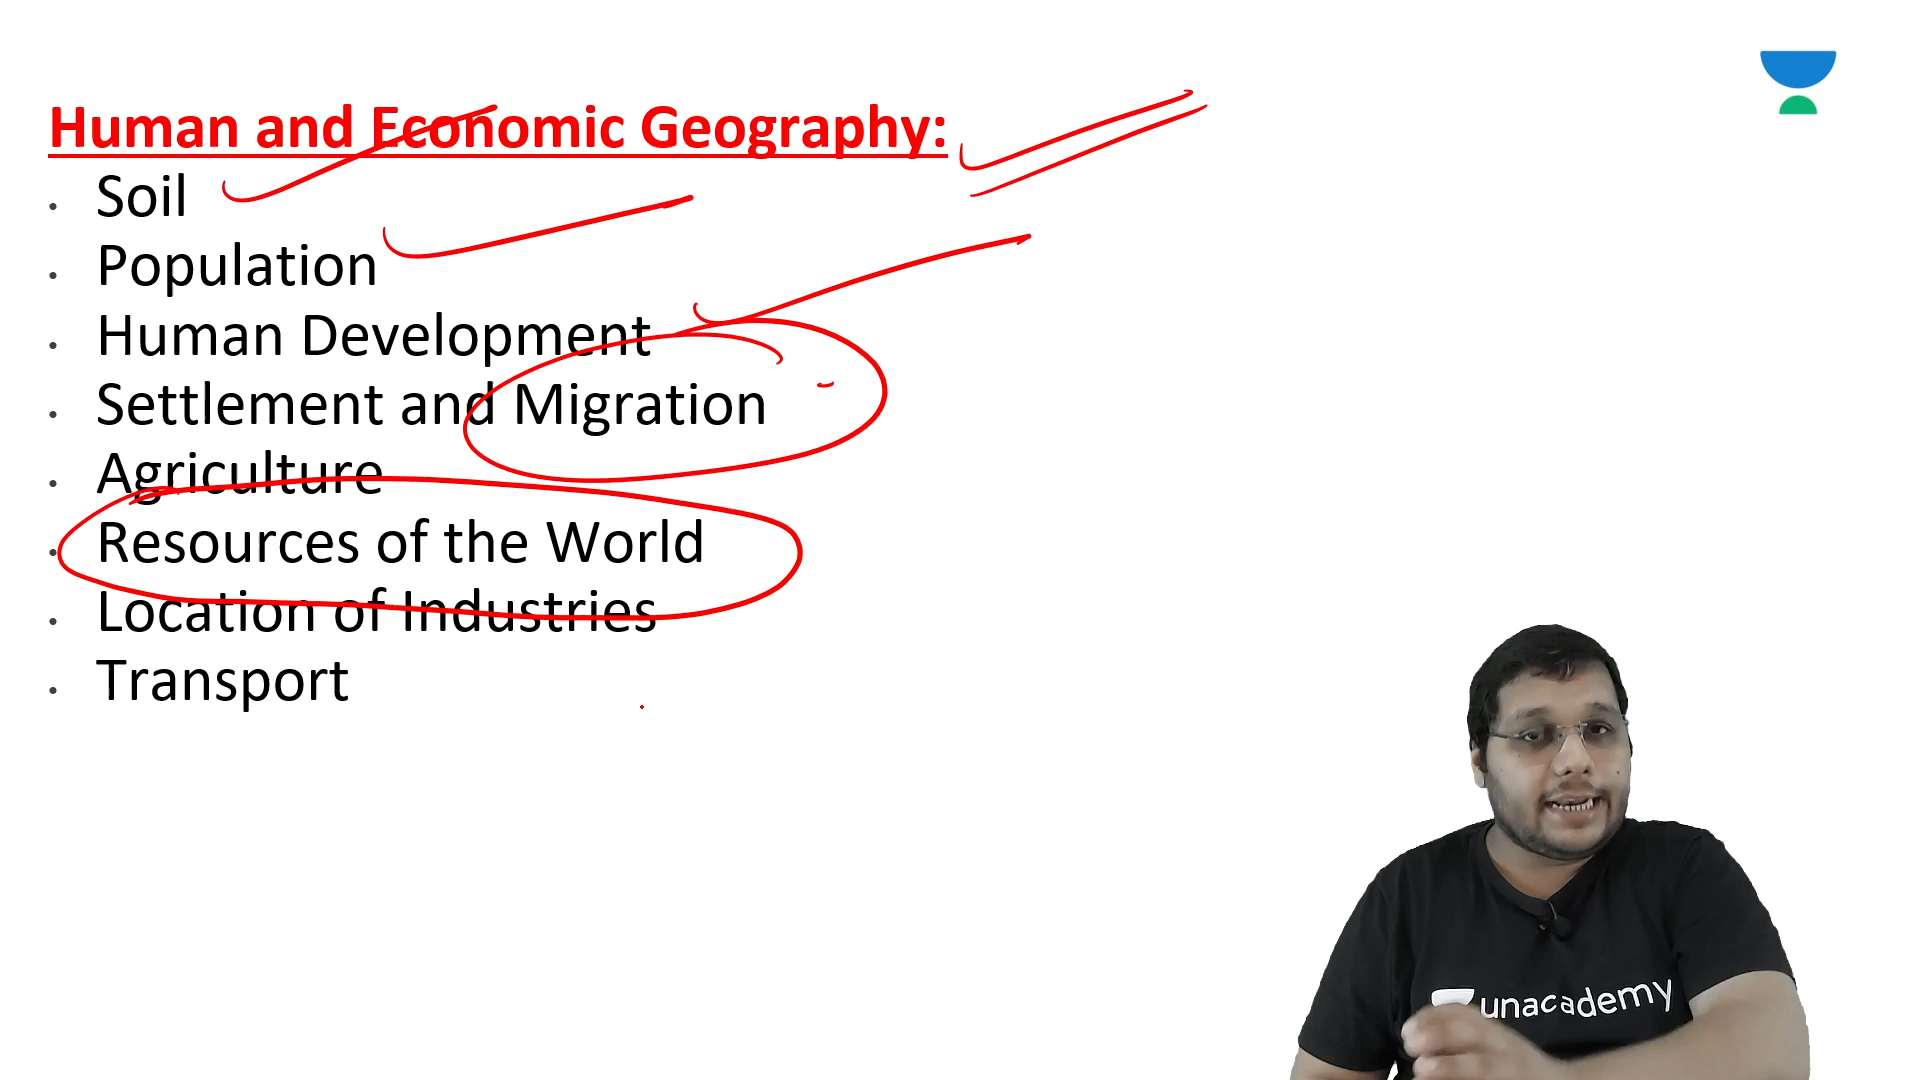 Human and Economic Geography:
• Soil
• Population
• Human Development
• Settlement and Migration
• Agriculture
• Resources of the World
• Location of Industries
• Transport
unacademy